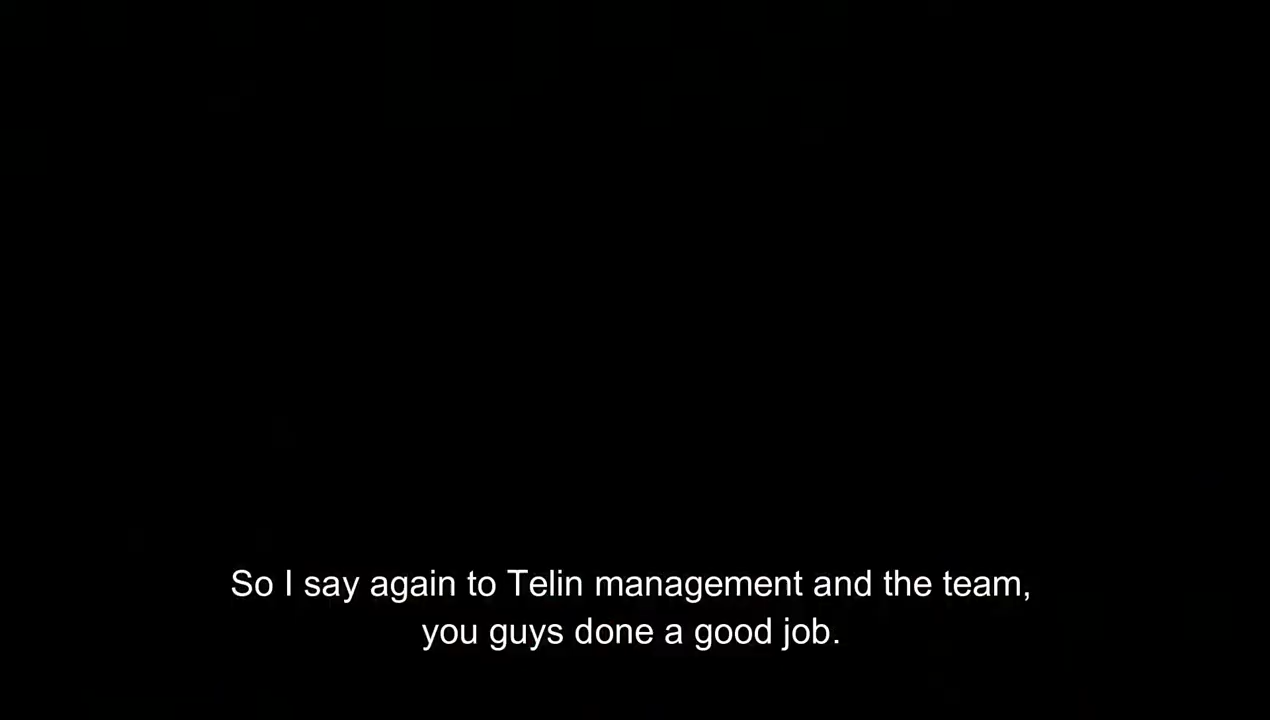 So I say again to Telin management and the team,
you guys done a good job.